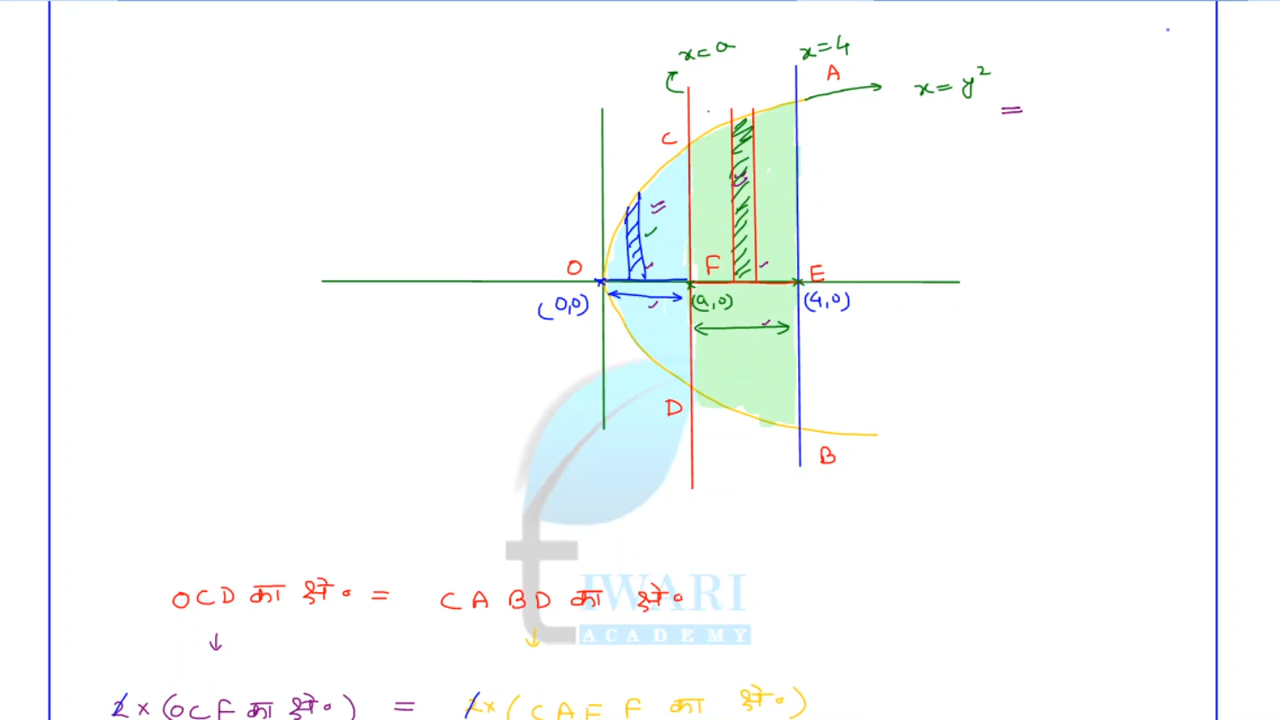 x=a
x=4
A
x = y²
C
O
F
E
(0,0)
(a,0)
(4,0)
D
B
OCD का क्षे० = CABD का क्षे०
2 × (OCF का क्षे०) = 2 × (CAEF का क्षे०)
TIWARI
ACADEMY